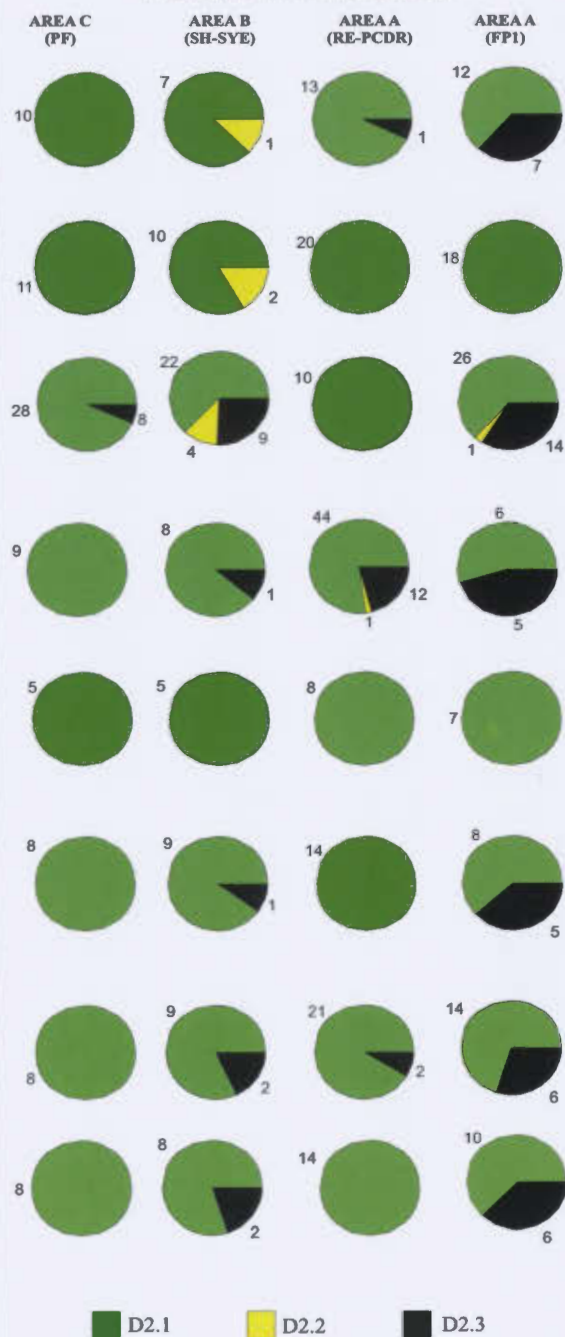 AREA C AREA B AREA A AREA A
(PF) (SH-SYE) (RE-PCDR) (FP1)
10 7 1 13 1 12 7
11 10 2 20 18
28 8 22 4 9 10 26 1 14
9 8 1 44 1 12 6 5
5 5 8 7
8 9 1 14 8 5
8 9 2 21 2 14 6
8 8 2 14 10 6
D2.1 D2.2 D2.3